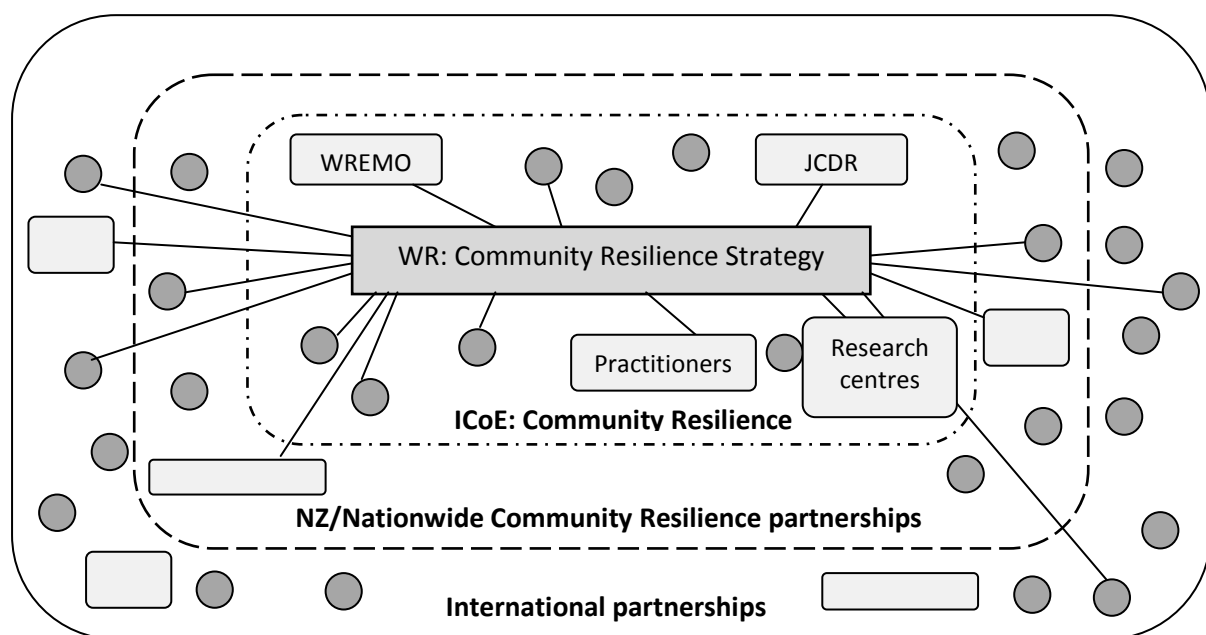 WREMO
JCDR
WR: Community Resilience Strategy
Practitioners
Research
centres
ICoE: Community Resilience
NZ/Nationwide Community Resilience partnerships
International partnerships